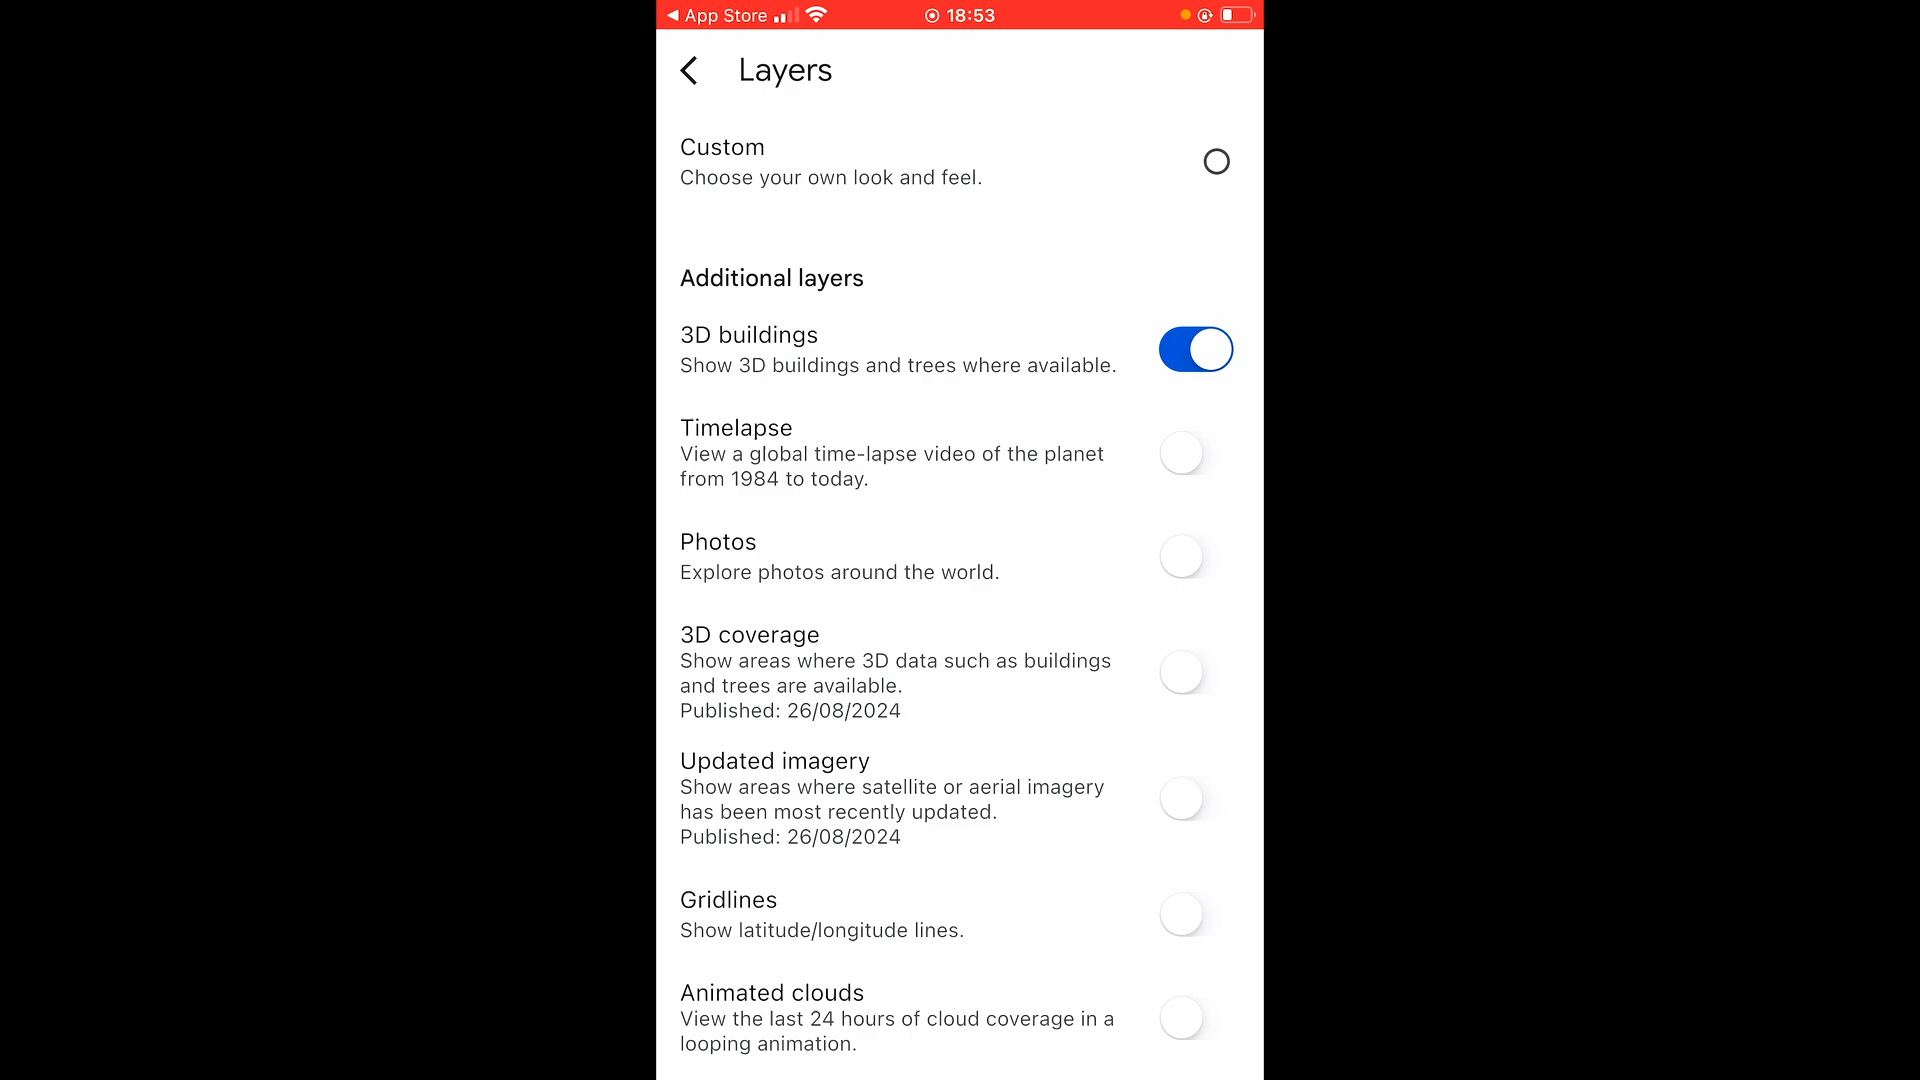 App Store 18:53
Layers
Custom
Choose your own look and feel.
Additional layers
3D buildings
Show 3D buildings and trees where available.
Timelapse
View a global time-lapse video of the planet
from 1984 to today.
Photos
Explore photos around the world.
3D coverage
Show areas where 3D data such as buildings
and trees are available.
Published: 26/08/2024
Updated imagery
Show areas where satellite or aerial imagery
has been most recently updated.
Published: 26/08/2024
Gridlines
Show latitude/longitude lines.
Animated clouds
View the last 24 hours of cloud coverage in a
looping animation.